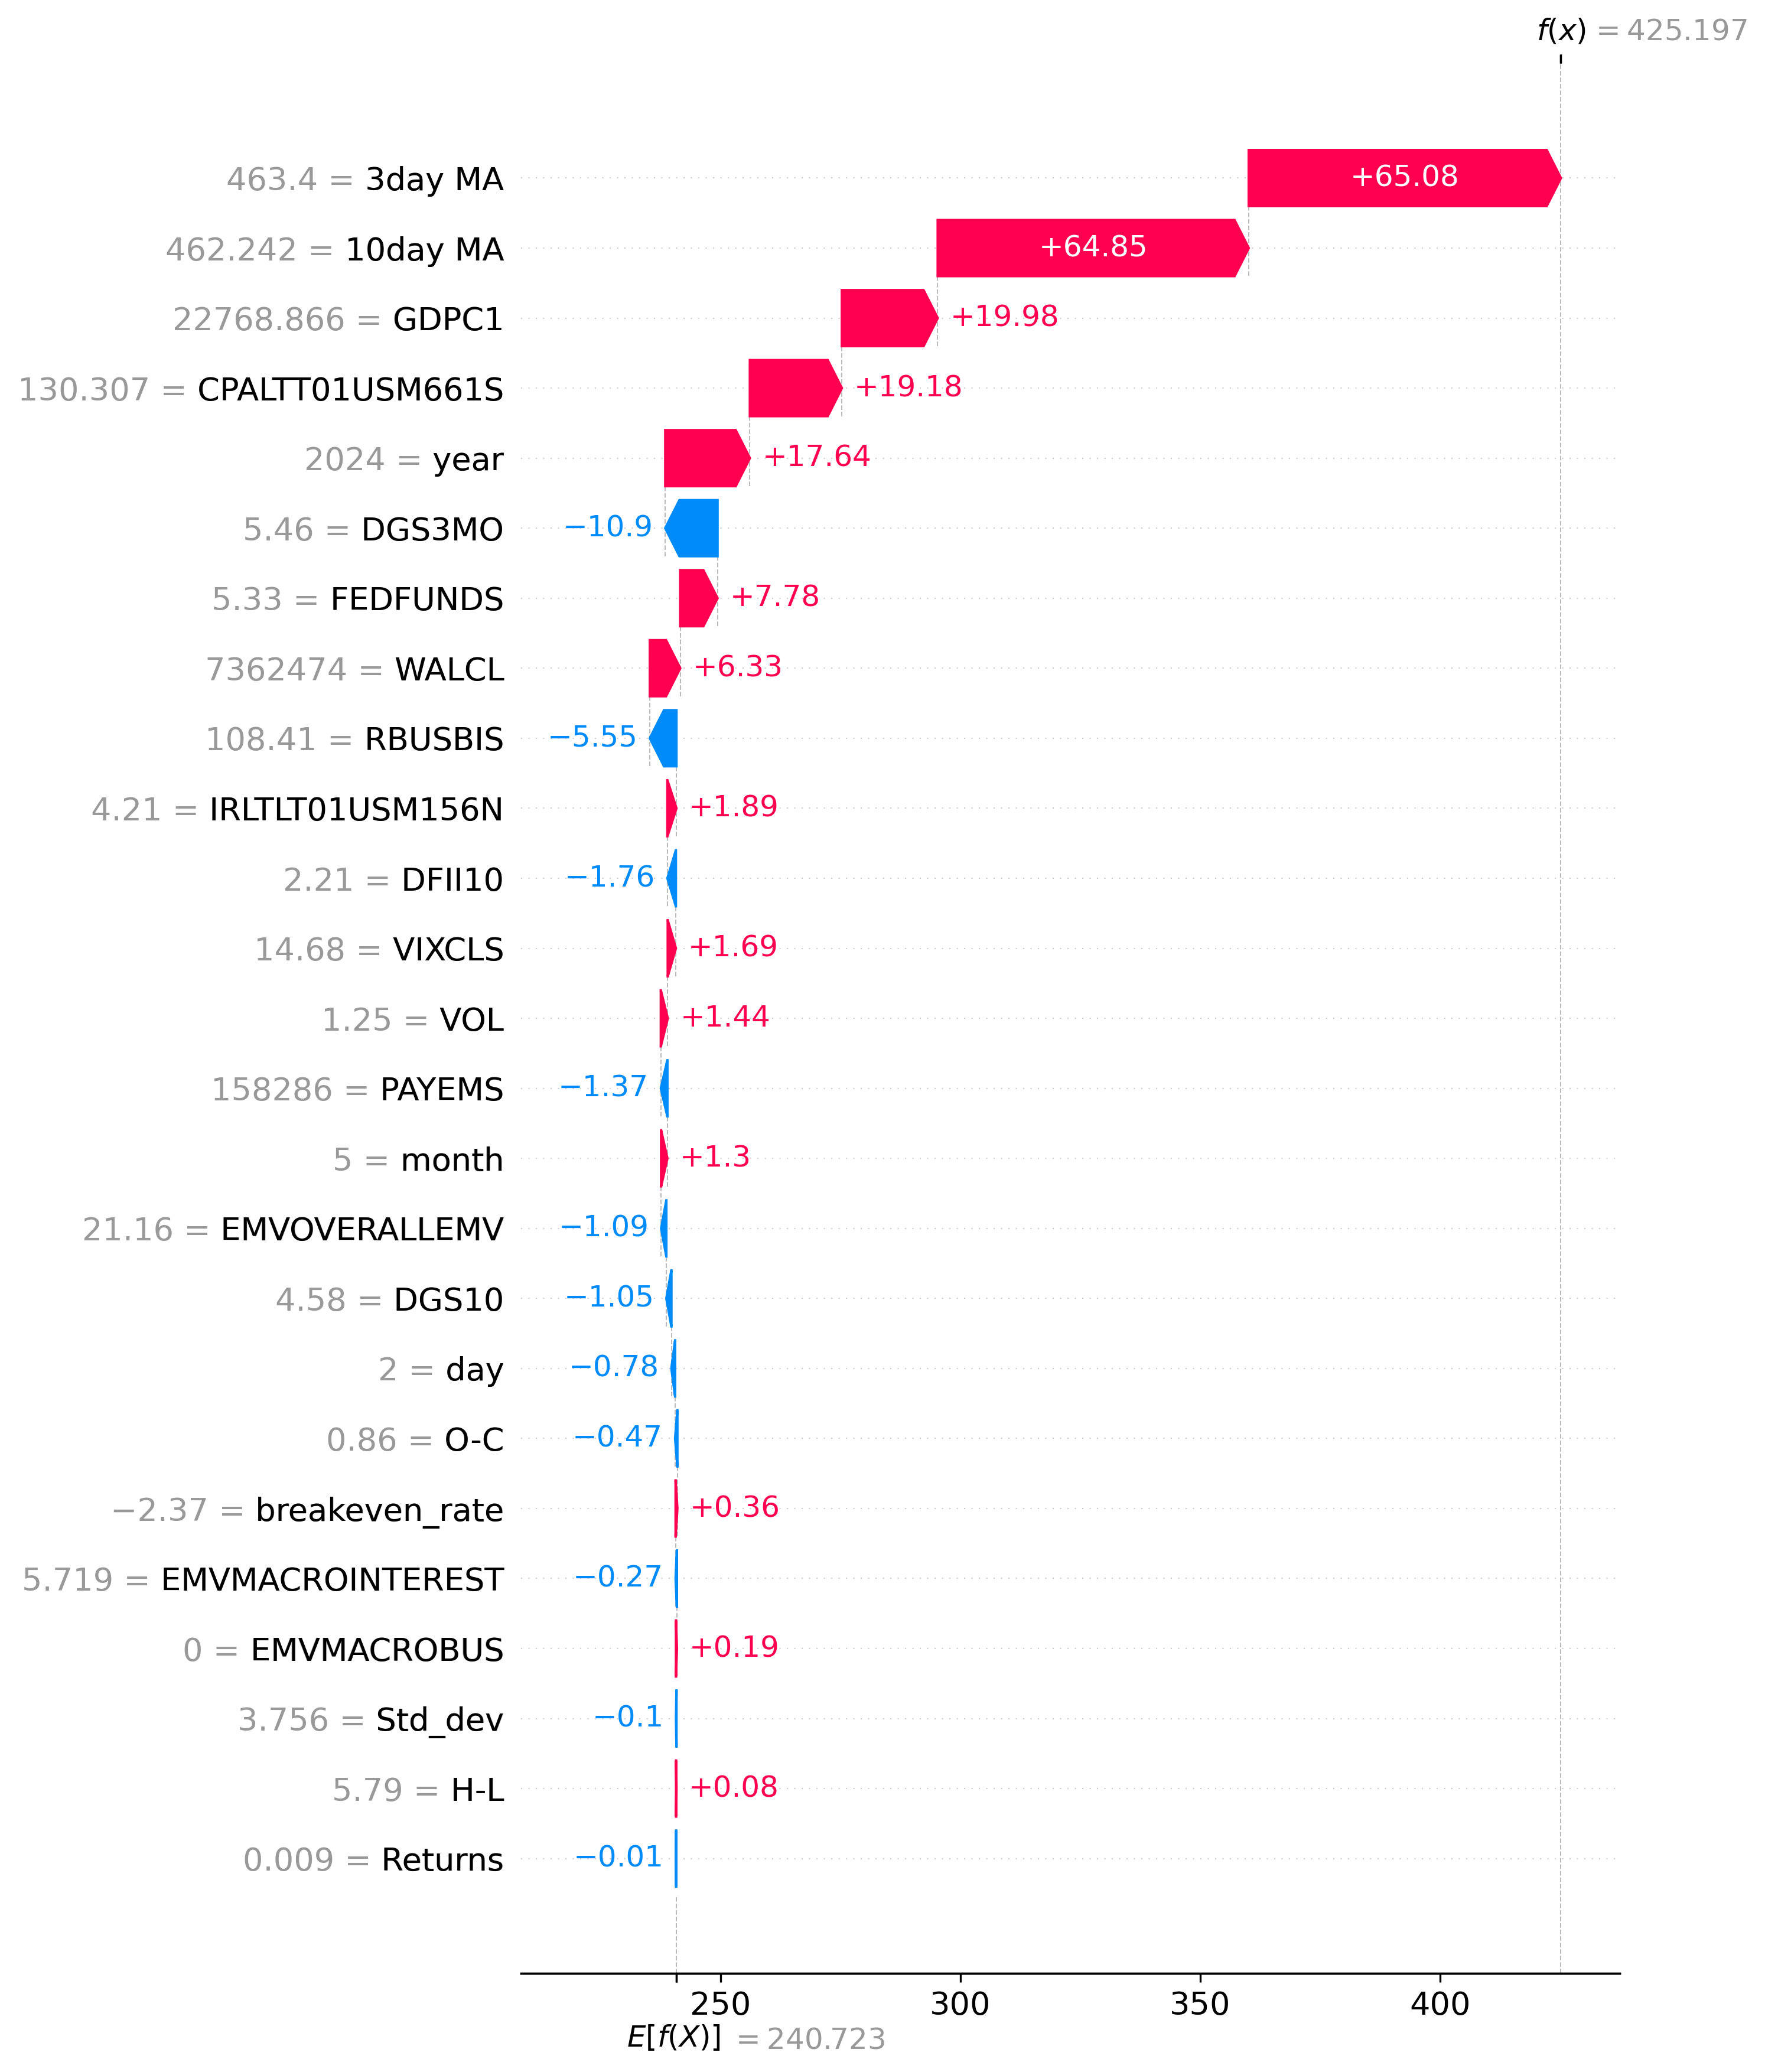 f(x) = 425.197
463.4 = 3day MA +65.08
462.242 = 10day MA +64.85
22768.866 = GDPC1 +19.98
130.307 = CPALTT01USM661S +19.18
2024 = year +17.64
5.46 = DGS3MO −10.9
5.33 = FEDFUNDS +7.78
7362474 = WALCL +6.33
108.41 = RBUSBIS −5.55
4.21 = IRLTLT01USM156N +1.89
2.21 = DFII10 −1.76
14.68 = VIXCLS +1.69
1.25 = VOL +1.44
158286 = PAYEMS −1.37
5 = month +1.3
21.16 = EMVOVERALLEMV −1.09
4.58 = DGS10 −1.05
2 = day −0.78
0.86 = O-C −0.47
−2.37 = breakeven_rate +0.36
5.719 = EMVMACROINTEREST −0.27
0 = EMVMACROBUS +0.19
3.756 = Std_dev −0.1
5.79 = H-L +0.08
0.009 = Returns −0.01
250 300 350 400
E[f(X)] = 240.723